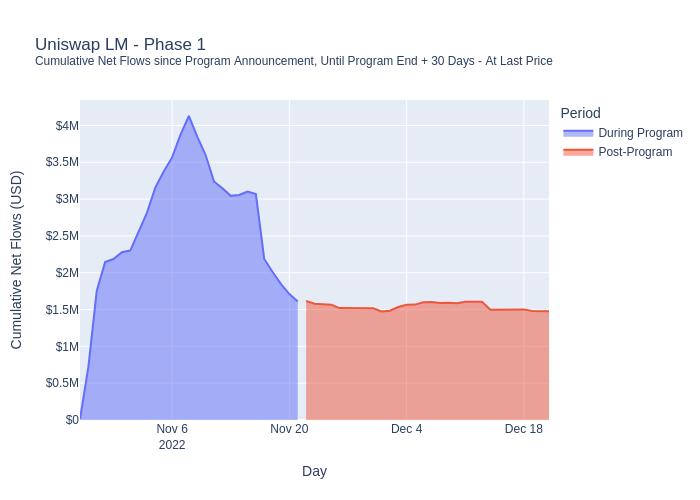 Uniswap LM - Phase 1
Cumulative Net Flows since Program Announcement, Until Program End + 30 Days - At Last Price
Period
During Program
Post-Program
Cumulative Net Flows (USD)
$4M
$3.5M
$3M
$2.5M
$2M
$1.5M
$1M
$0.5M
$0
Nov 6
2022
Nov 20
Dec 4
Dec 18
Day